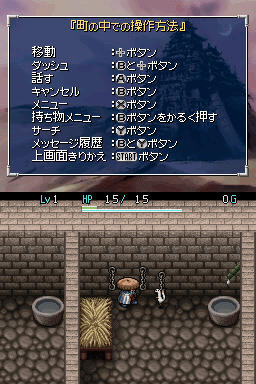 『町の中での操作方法』
移動 :✚ボタン
ダッシュ :Ⓑと✚ボタン
話す :Ⓐボタン
キャンセル :Ⓑボタン
メニュー :Ⓧボタン
持ち物メニュー :Ⓑボタンをかるく押す
サーチ :Ⓨボタン
メッセージ履歴 :ⒷとⓎボタン
上画面きりかえ :STARTボタン
Lv1 HP 15/ 15 0G